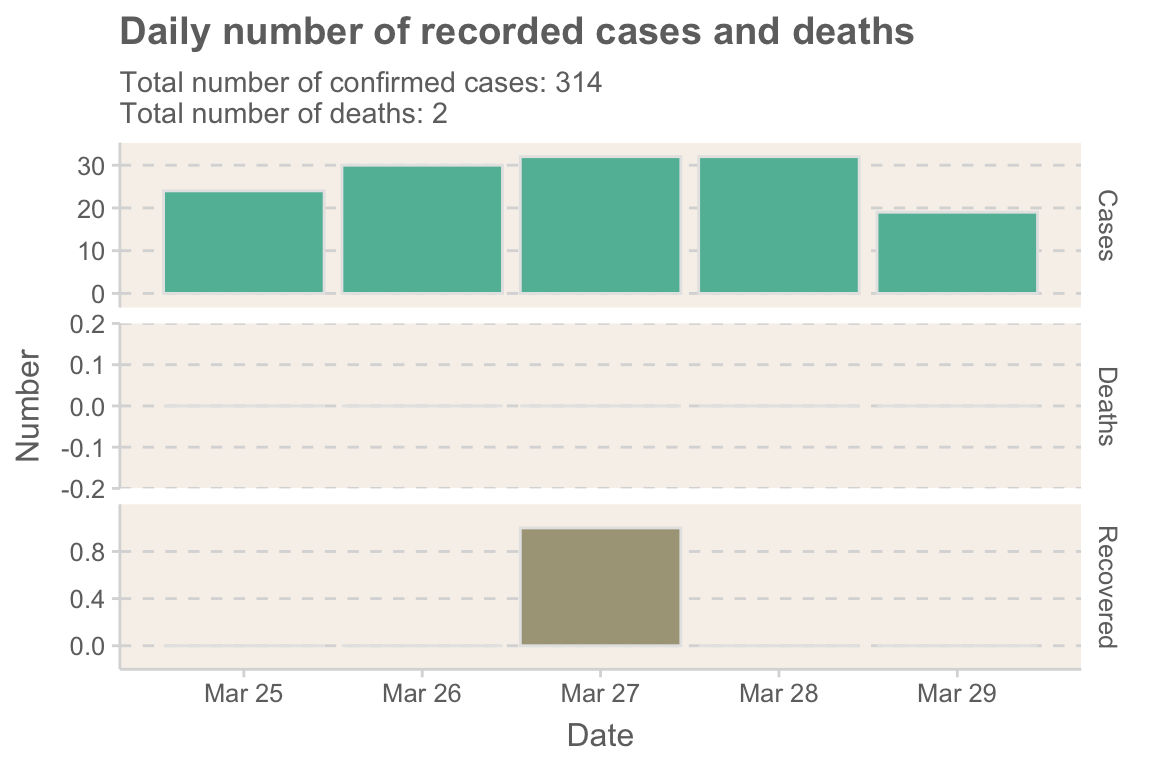 Daily number of recorded cases and deaths
Total number of confirmed cases: 314
Total number of deaths: 2
30
20
10
0
Cases
0.2
0.1
0.0
-0.1
-0.2
Deaths
Number
0.8
0.4
0.0
Recovered
Mar 25 Mar 26 Mar 27 Mar 28 Mar 29
Date